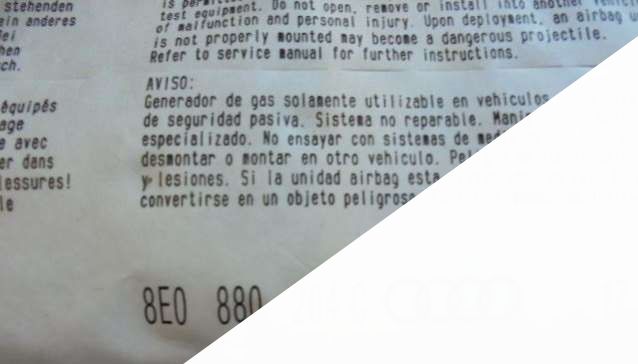 stehenden
ein anderes
hen
ch.
équipés
age
e avec
er dans
lessures!
le
test equipment. Do not open, remove or install into another
of malfunction and personal injury. Upon deployment, an airbag
is not properly mounted may become a dangerous projectile.
Refer to service manual for further instructions.
AVISO:
Generador de gas solamente utilizable en vehiculos
de seguridad pasiva. Sistema no reparable.
especializado. No ensayar con sistemas de
desmontar o montar en otro vehiculo.
y lesiones. Si la unidad airbag esta
convertirse en un objeto peligroso
8E0 880